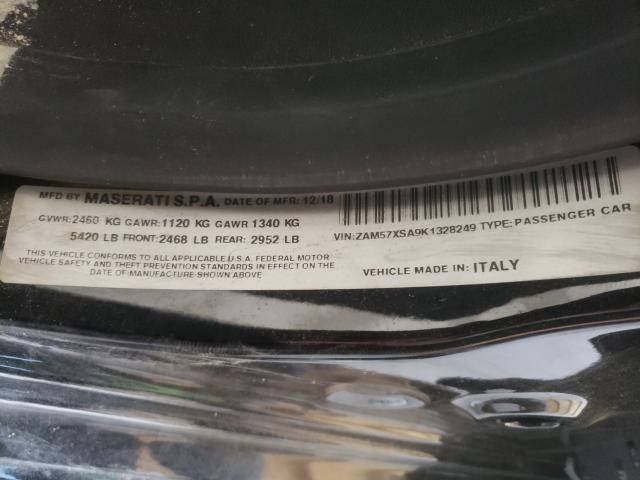 MFD BY MASERATI S.P.A. DATE OF MFR: 12/18
GVWR: 2460 KG GAWR: 1120 KG GAWR 1340 KG
5420 LB FRONT: 2468 LB REAR: 2952 LB
THIS VEHICLE CONFORMS TO ALL APPLICABLE U.S.A. FEDERAL MOTOR
VEHICLE SAFETY AND THEFT PREVENTION STANDARDS IN EFFECT ON THE
DATE OF MANUFACTURE SHOWN ABOVE
VIN: ZAM57XSA9K1328249 TYPE: PASSENGER CAR
VEHICLE MADE IN: ITALY